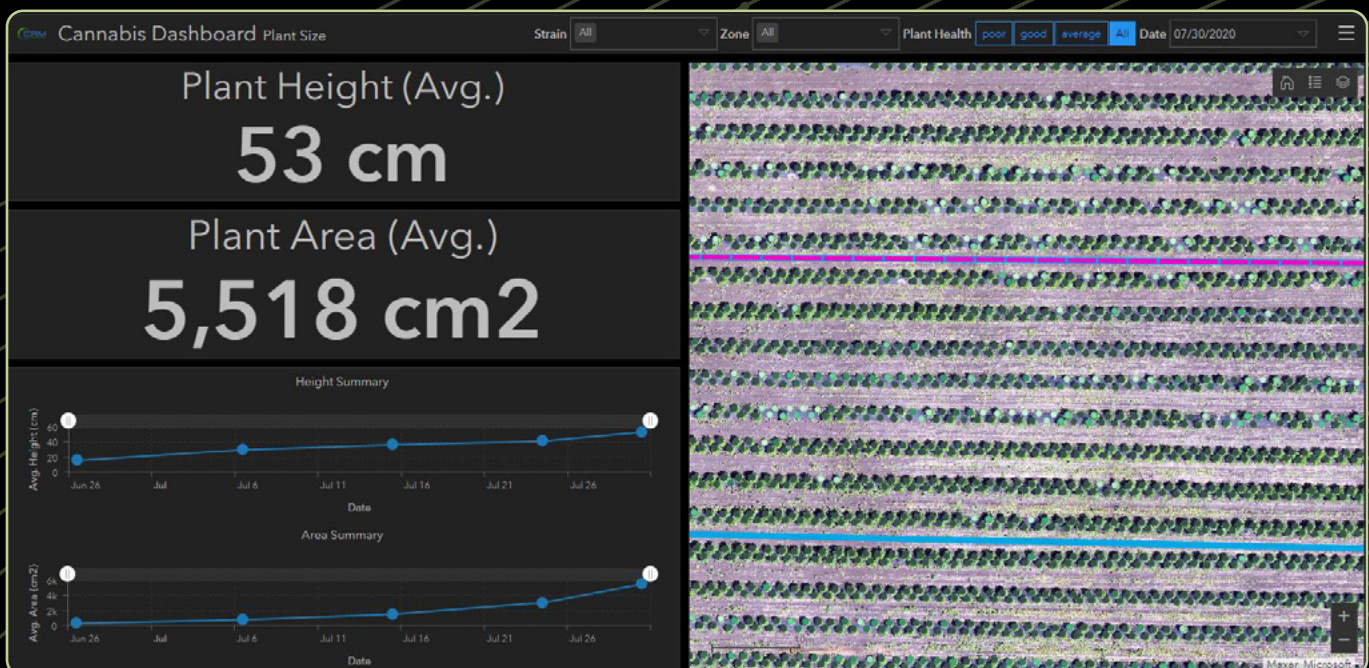 CRM Cannabis Dashboard Plant Size Strain All Zone All Plant Health poor good average All Date 07/30/2020
Plant Height (Avg.)
53 cm
Plant Area (Avg.)
5,518 cm2
Height Summary
Avg. Height (cm)
60
40
20
0
Jun 26 Jul Jul 6 Jul 11 Jul 16 Jul 21 Jul 26
Date
Area Summary
Avg. Area (cm2)
6k
4k
2k
0
Jun 26 Jul Jul 6 Jul 11 Jul 16 Jul 21 Jul 26
Date
+
−
Microsoft